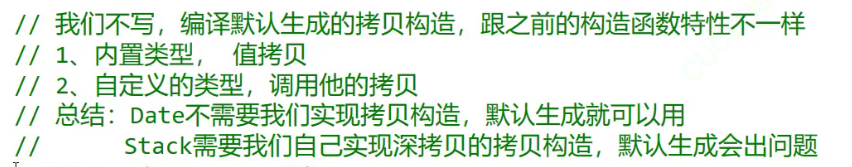 // 我们不写，编译默认生成的拷贝构造，跟之前的构造函数特性不一样
// 1、内置类型， 值拷贝
// 2、自定义的类型，调用他的拷贝
// 总结：Date不需要我们实现拷贝构造，默认生成就可以用
//       Stack需要我们自己实现深拷贝的拷贝构造，默认生成会出问题